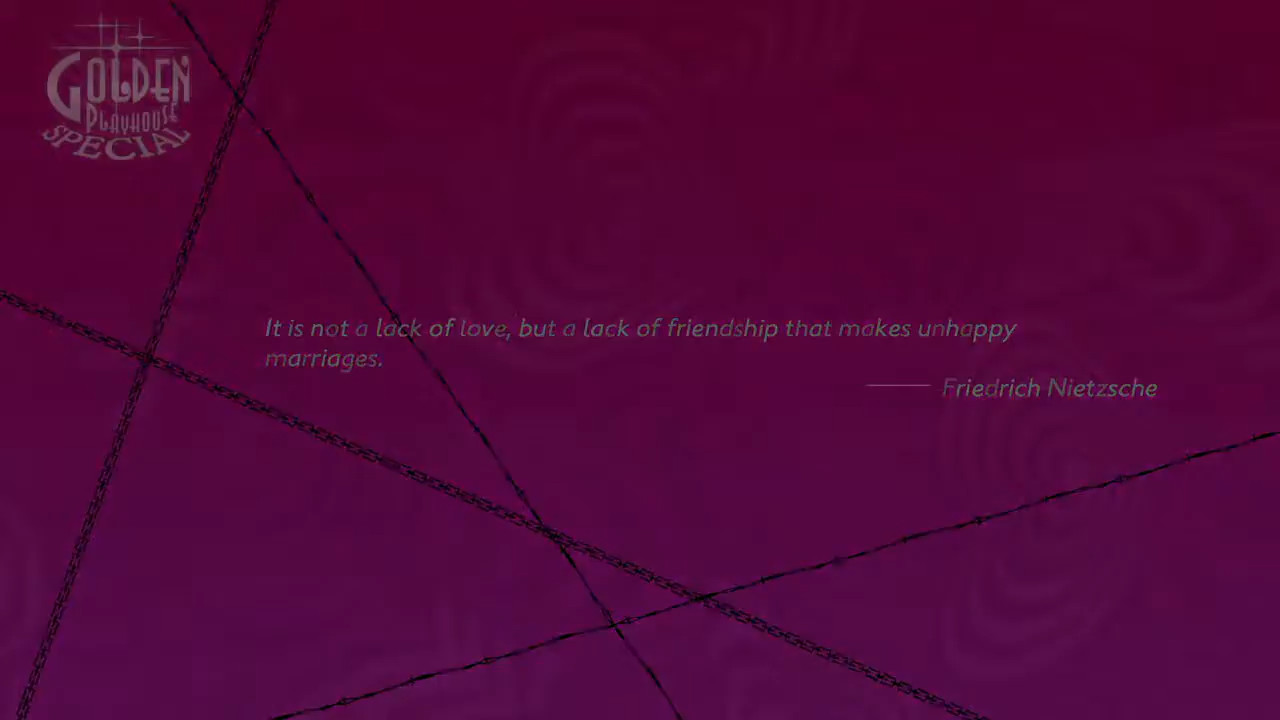 GOLDEN
PLAYHOUSE
SPECIAL
It is not a lack of love, but a lack of friendship that makes unhappy
marriages.
Friedrich Nietzsche